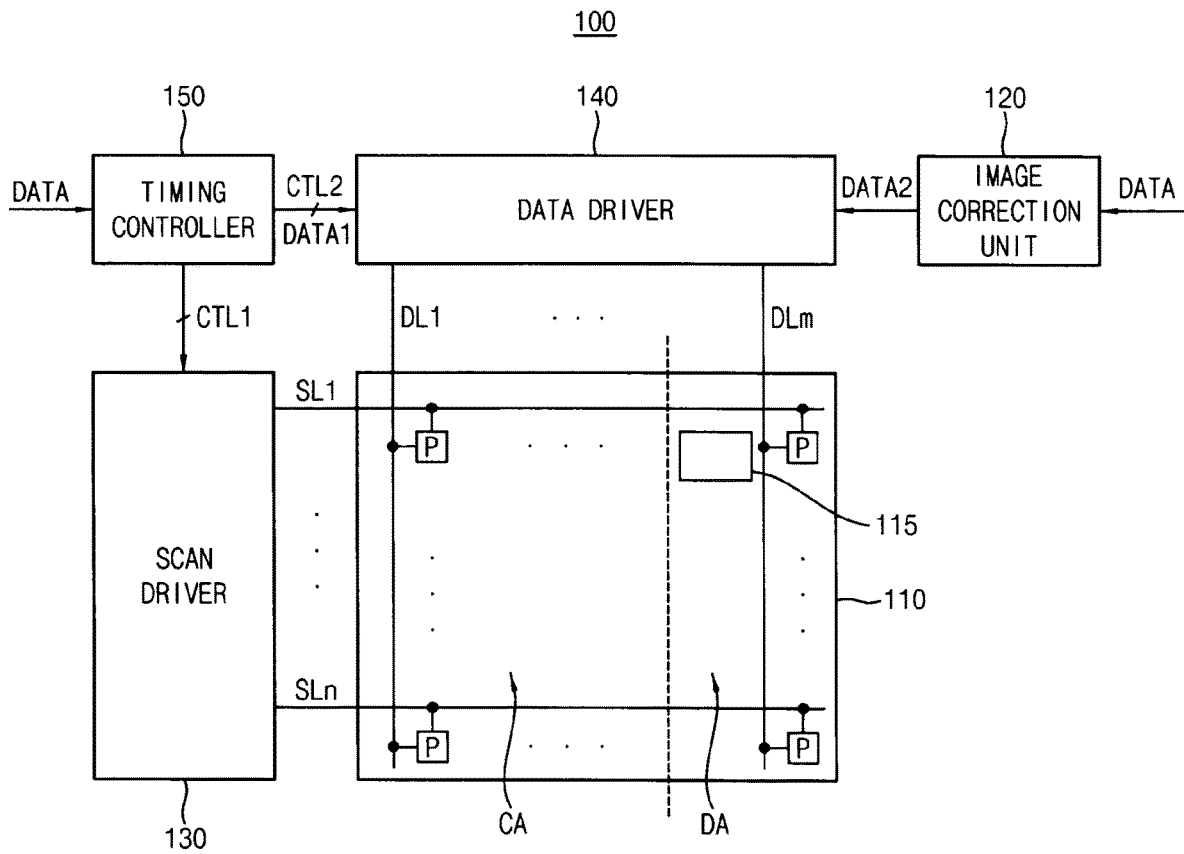 100
150
140
120
DATA
TIMING
CONTROLLER
CTL2
DATA1
DATA DRIVER
DATA2
IMAGE
CORRECTION
UNIT
DATA
CTL1
DL1
. . .
DLm
SCAN
DRIVER
SL1
P
. . .
P
115
110
SLn
P
. . .
P
130
CA
DA